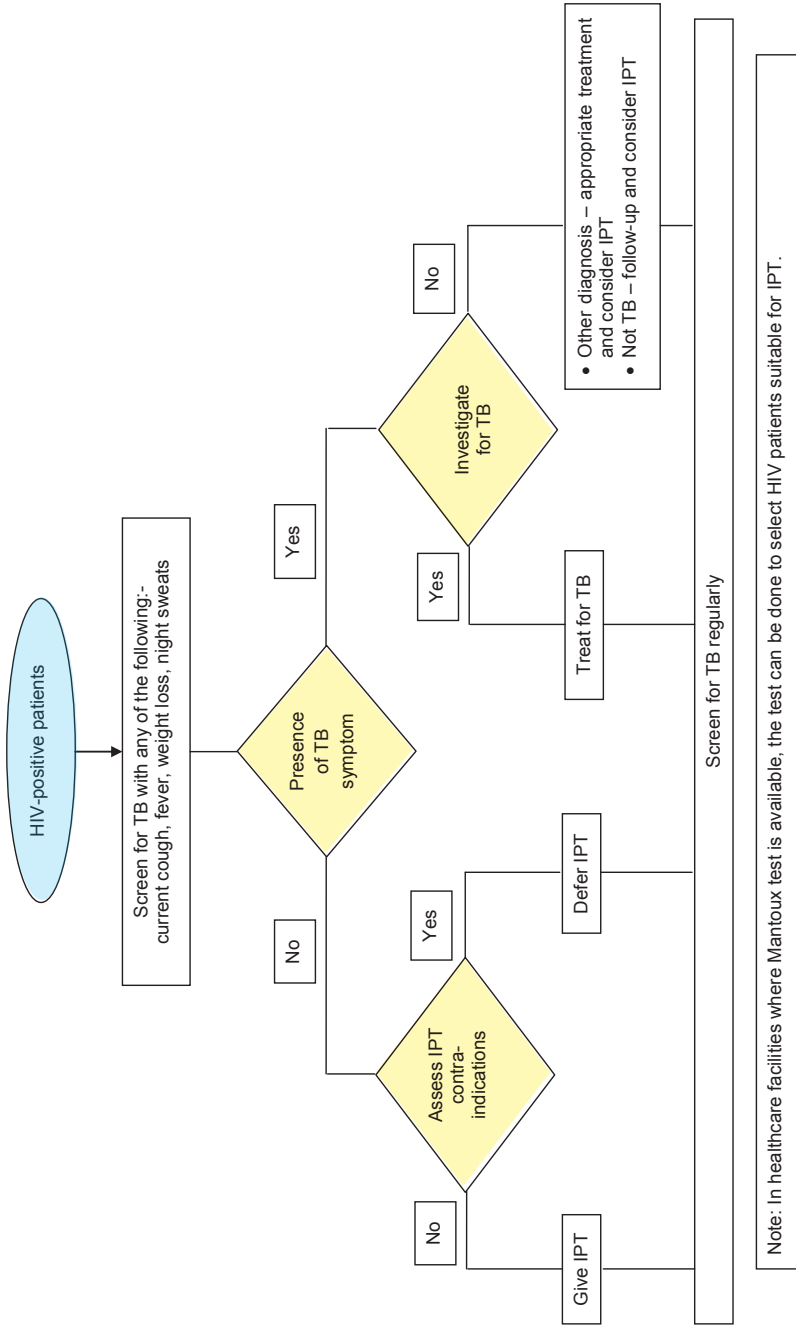 HIV-positive patients
Screen for TB with any of the following:-
current cough, fever, weight loss, night sweats
Presence
of TB
symptom
No
Yes
Assess IPT
contra-
indications
Investigate
for TB
No
Yes
Yes
No
Give IPT
Defer IPT
Treat for TB
• Other diagnosis – appropriate treatment
and consider IPT
• Not TB – follow-up and consider IPT
Screen for TB regularly
Note: In healthcare facilities where Mantoux test is available, the test can be done to select HIV patients suitable for IPT.